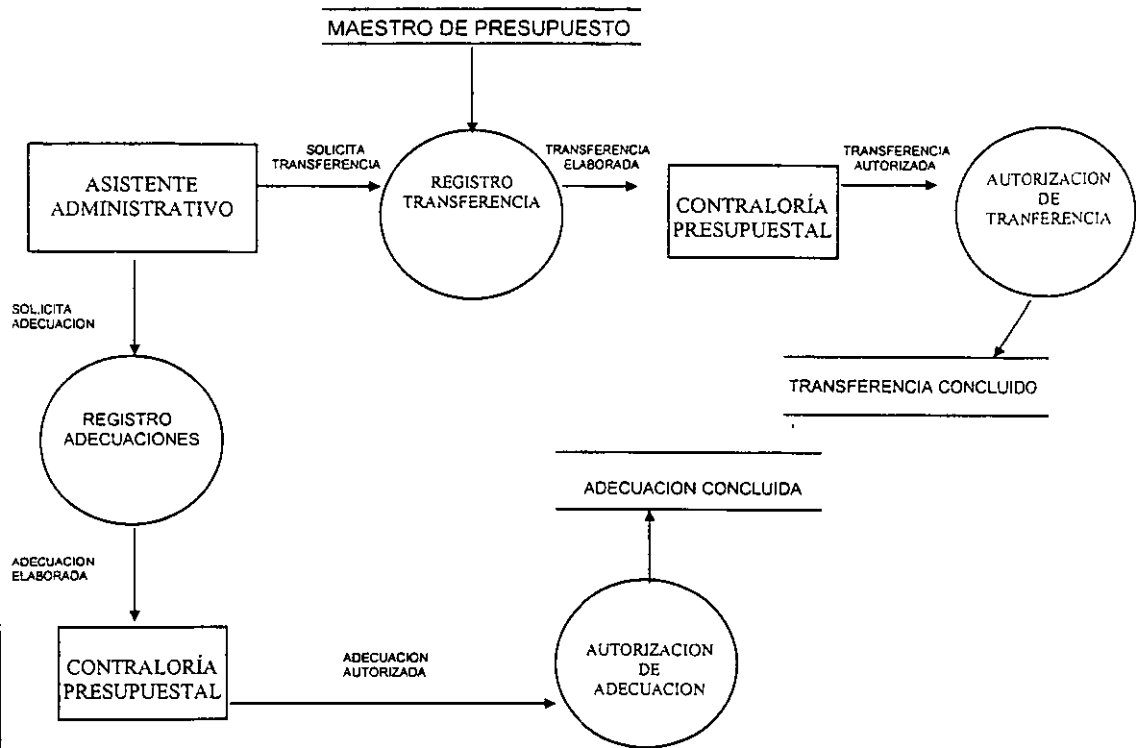 MAESTRO DE PRESUPUESTO
SOLICITA
TRANSFERENCIA
TRANSFERENCIA
ELABORADA
TRANSFERENCIA
AUTORIZADA
ASISTENTE
ADMINISTRATIVO
REGISTRO
TRANSFERENCIA
CONTRALORÍA
PRESUPUESTAL
AUTORIZACION
DE
TRANFERENCIA
SOLICITA
ADECUACION
TRANSFERENCIA CONCLUIDO
REGISTRO
ADECUACIONES
ADECUACION CONCLUIDA
ADECUACION
ELABORADA
CONTRALORÍA
PRESUPUESTAL
ADECUACION
AUTORIZADA
AUTORIZACION
DE
ADECUACION